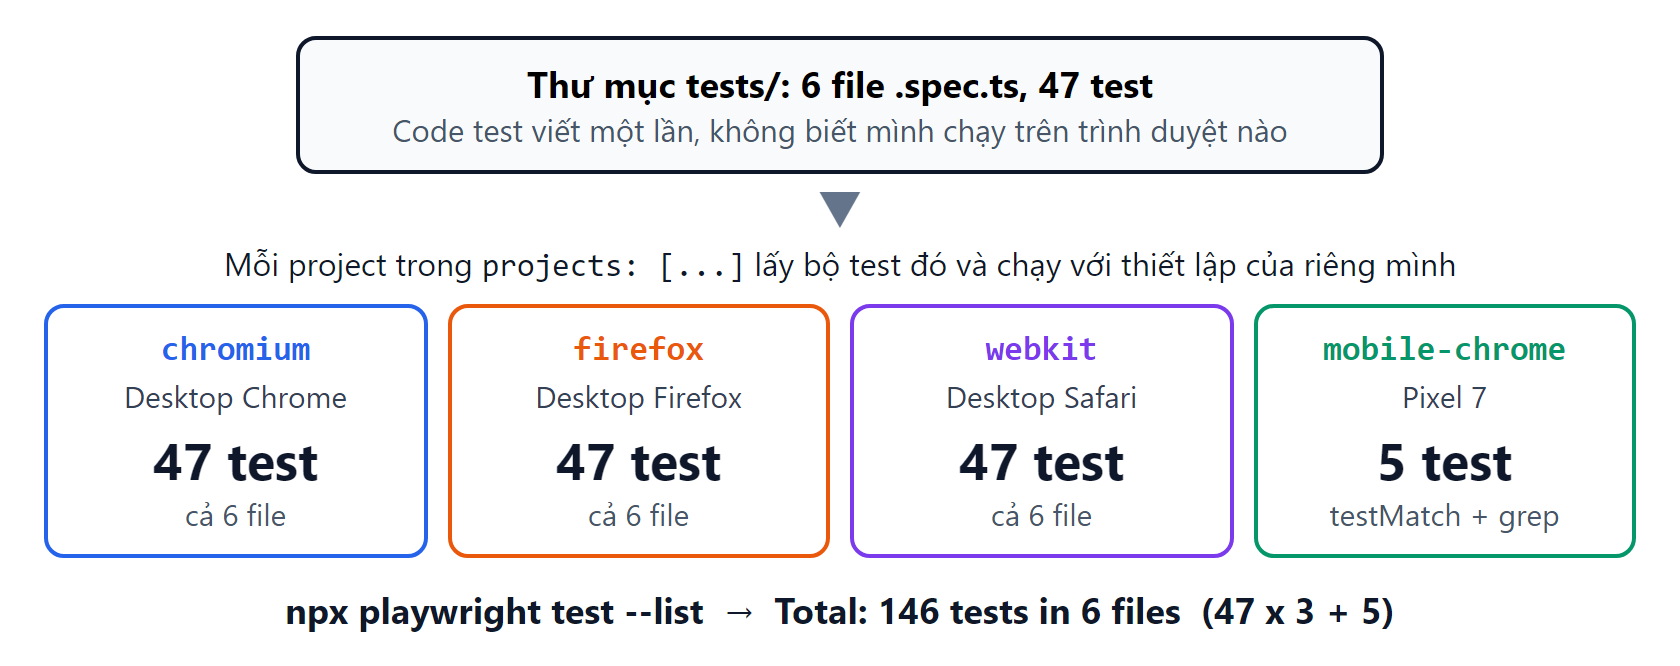 Thư mục tests/: 6 file .spec.ts, 47 test
Code test viết một lần, không biết mình chạy trên trình duyệt nào
Mỗi project trong projects: [...] lấy bộ test đó và chạy với thiết lập của riêng mình
chromium
Desktop Chrome
47 test
cả 6 file
firefox
Desktop Firefox
47 test
cả 6 file
webkit
Desktop Safari
47 test
cả 6 file
mobile-chrome
Pixel 7
5 test
testMatch + grep
npx playwright test --list → Total: 146 tests in 6 files (47 x 3 + 5)